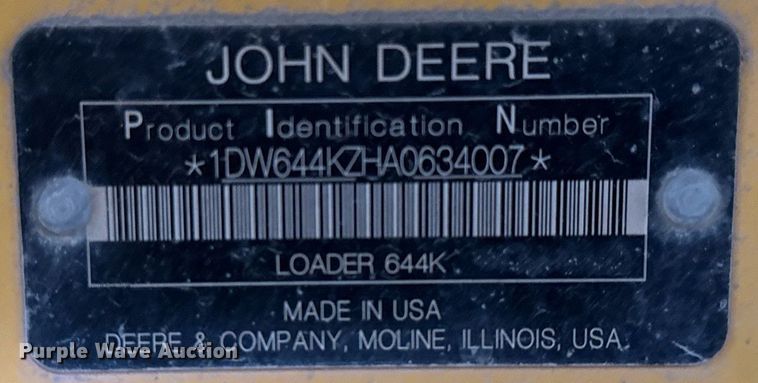 JOHN DEERE
Product Identification Number
*1DW644KZHA0634007*
LOADER 644K
MADE IN USA
DEERE & COMPANY, MOLINE, ILLINOIS, USA
Purple Wave Auction